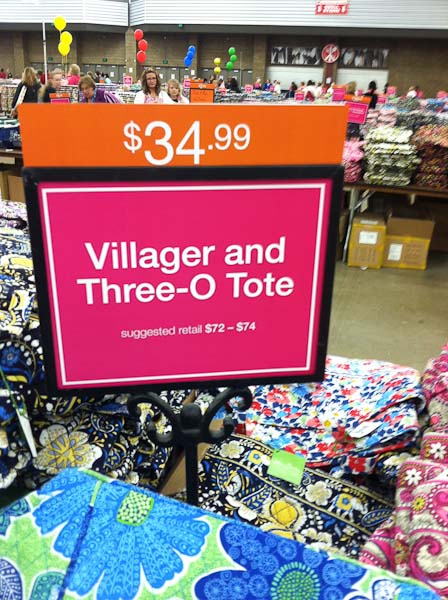 $34.99
Villager and
Three-O Tote
suggested retail $72 – $74